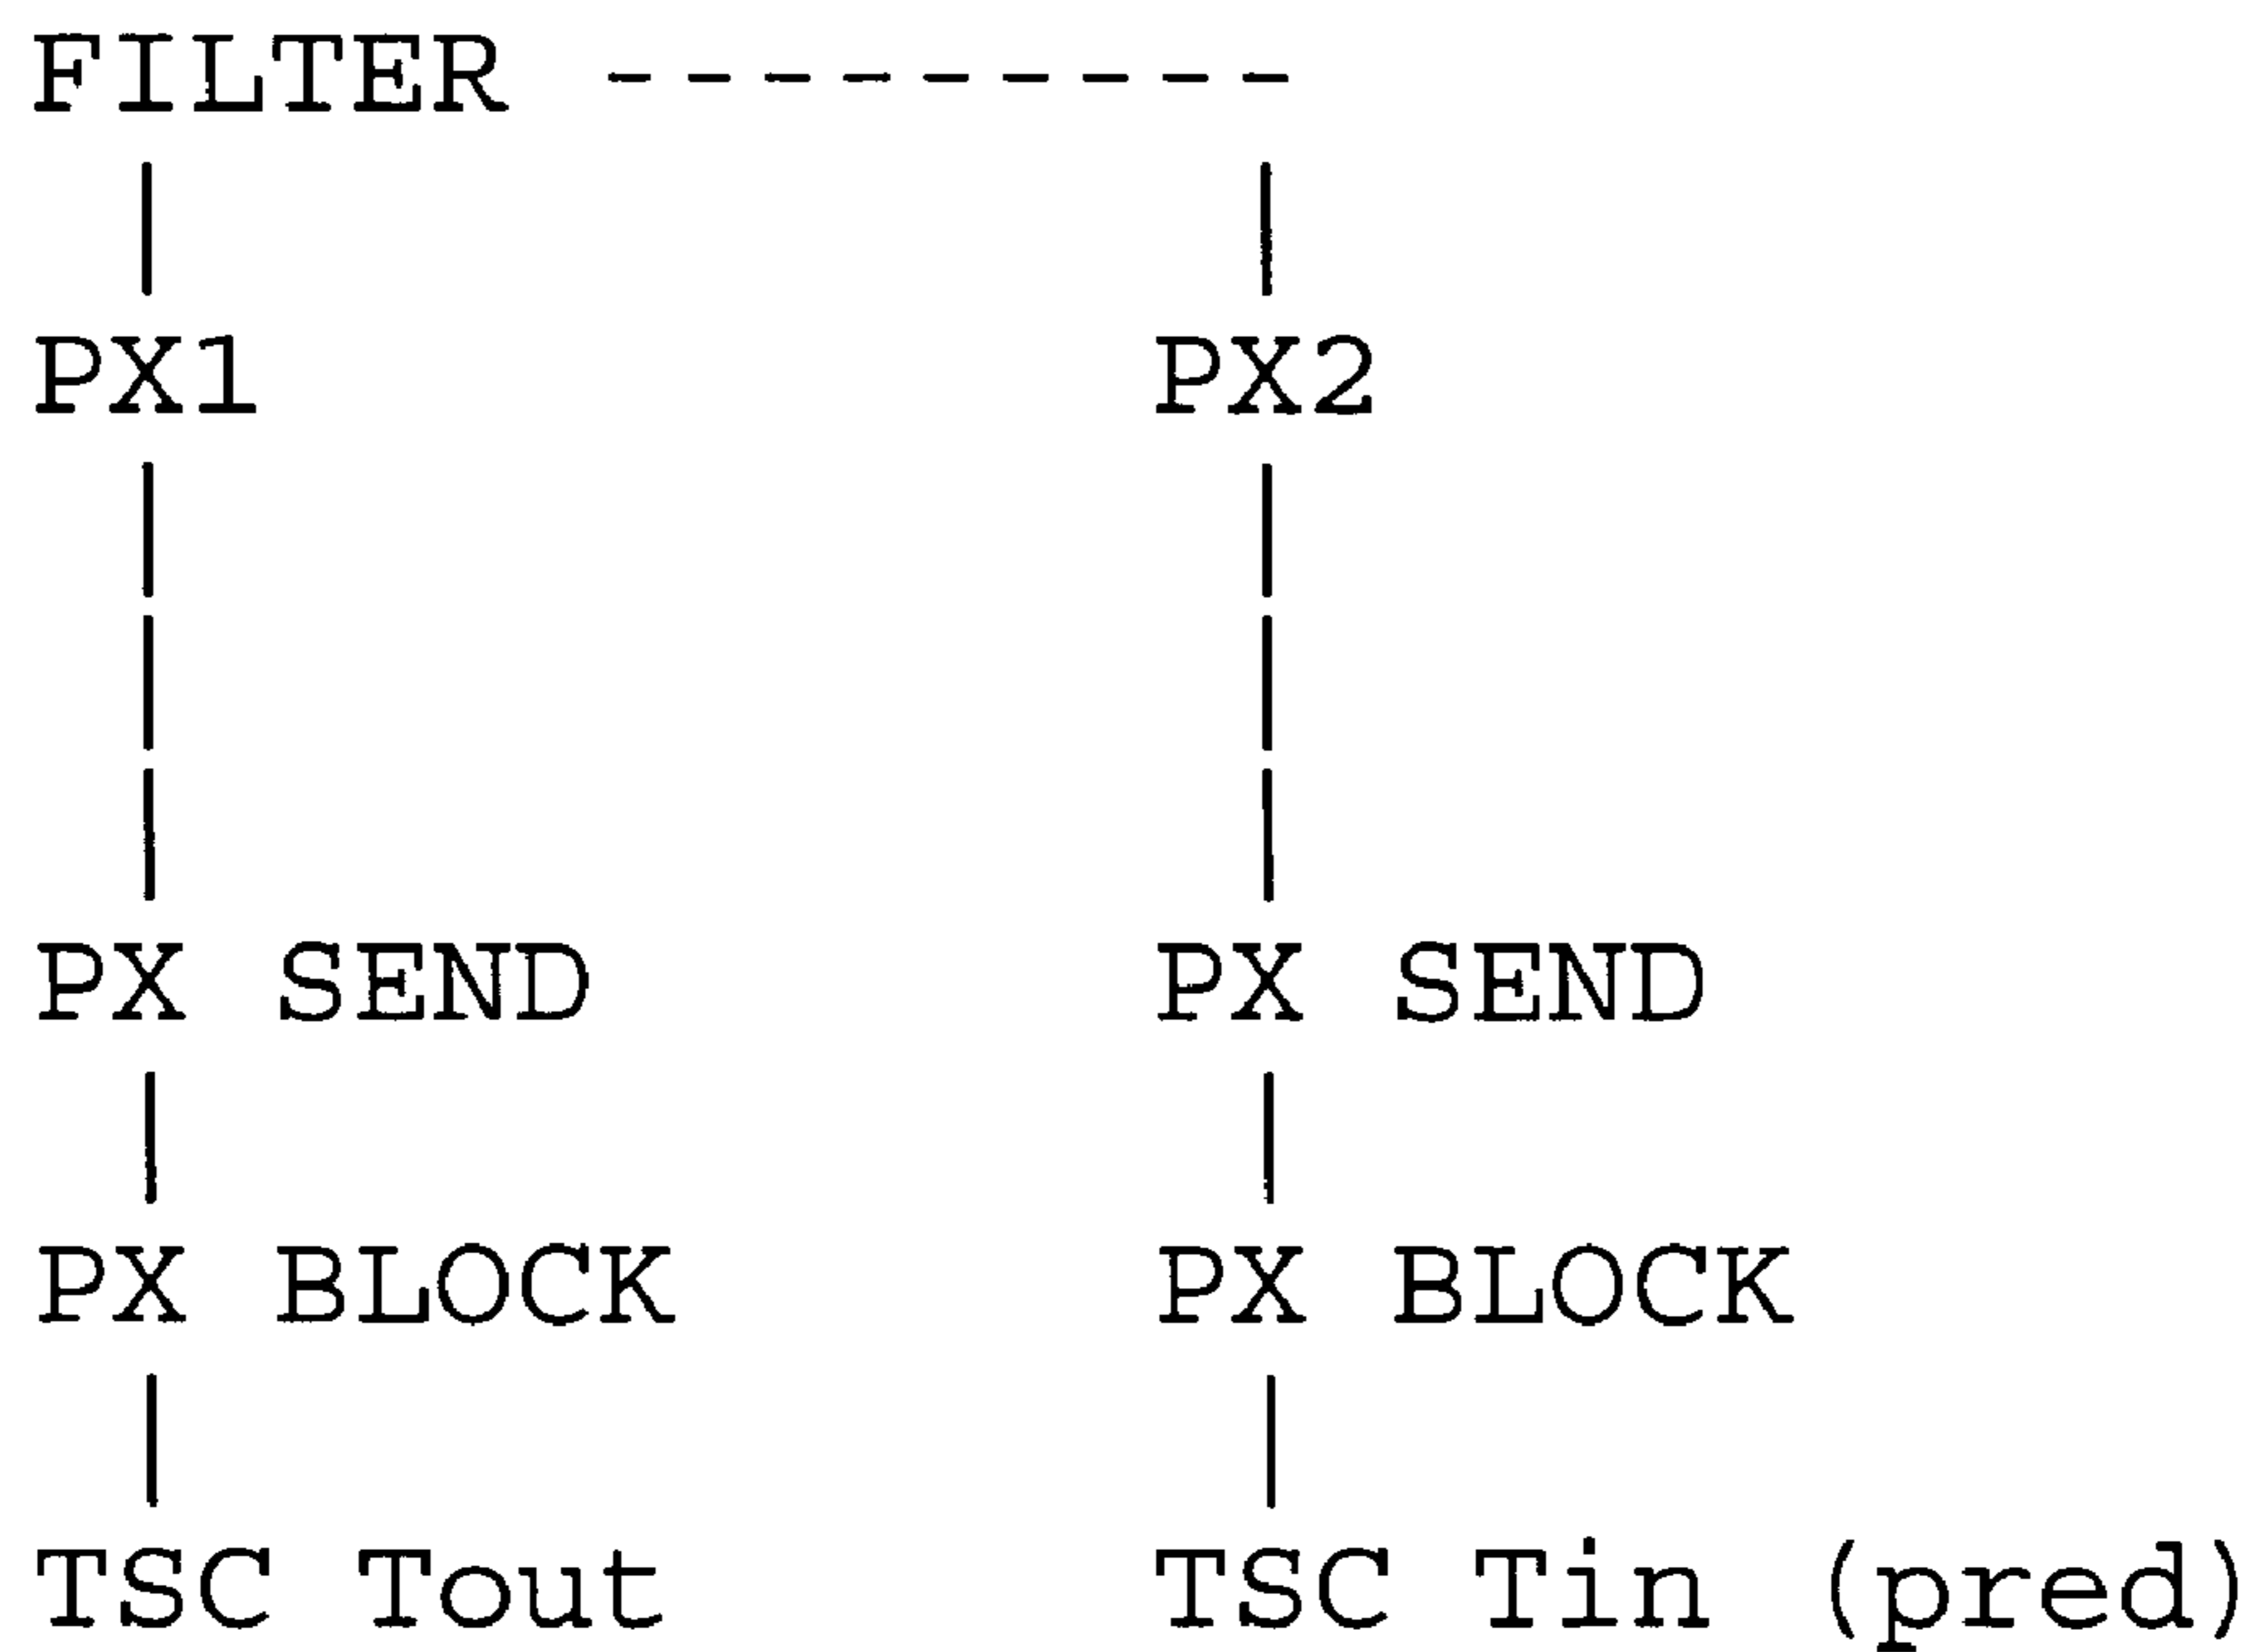 FILTER ---------
PX1 PX2
PX SEND PX SEND
PX BLOCK PX BLOCK
TSC Tout TSC Tin (pred)